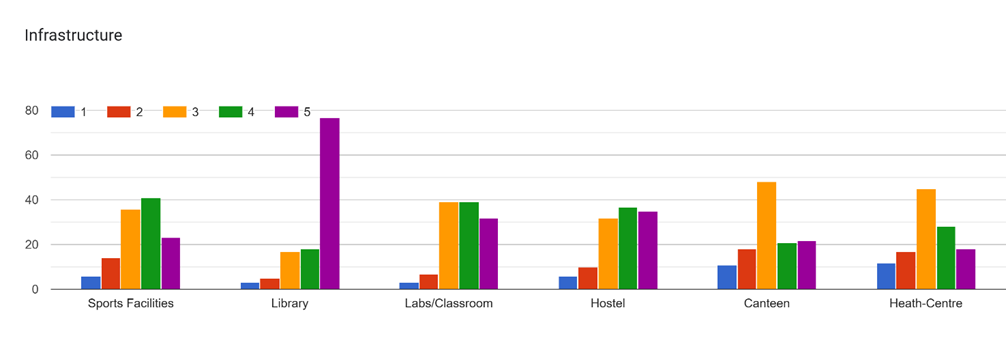 Infrastructure
80
1 2 3 4 5
60
40
20
0
Sports Facilities Library Labs/Classroom Hostel Canteen Heath-Centre